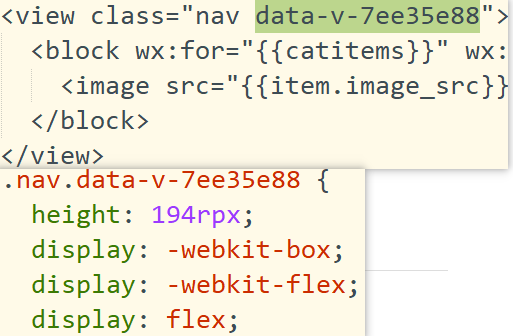 <view class="nav data-v-7ee35e88">
<block wx:for="{{catitems}}" wx:
<image src="{{item.image_src}}
</block>
</view>
.nav.data-v-7ee35e88 {
height: 194rpx;
display: -webkit-box;
display: -webkit-flex;
display: flex;